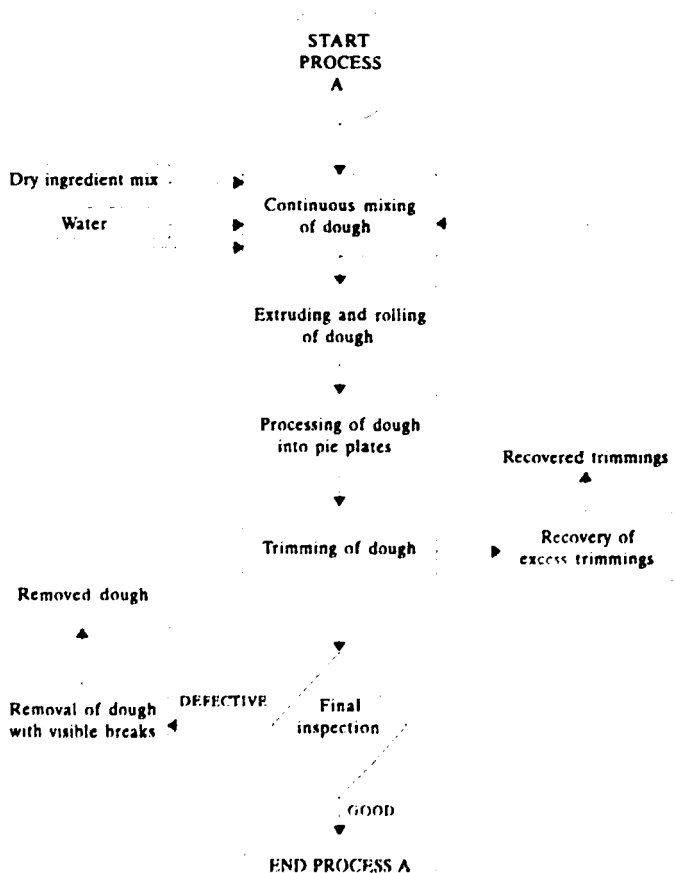 START
PROCESS
A
Dry ingredient mix
Water
Continuous mixing
of dough
Extruding and rolling
of dough
Processing of dough
into pie plates
Recovered trimmings
Trimming of dough
Recovery of
excess trimmings
Removed dough
DEFECTIVE
Removal of dough
with visible breaks
Final
inspection
GOOD
END PROCESS A